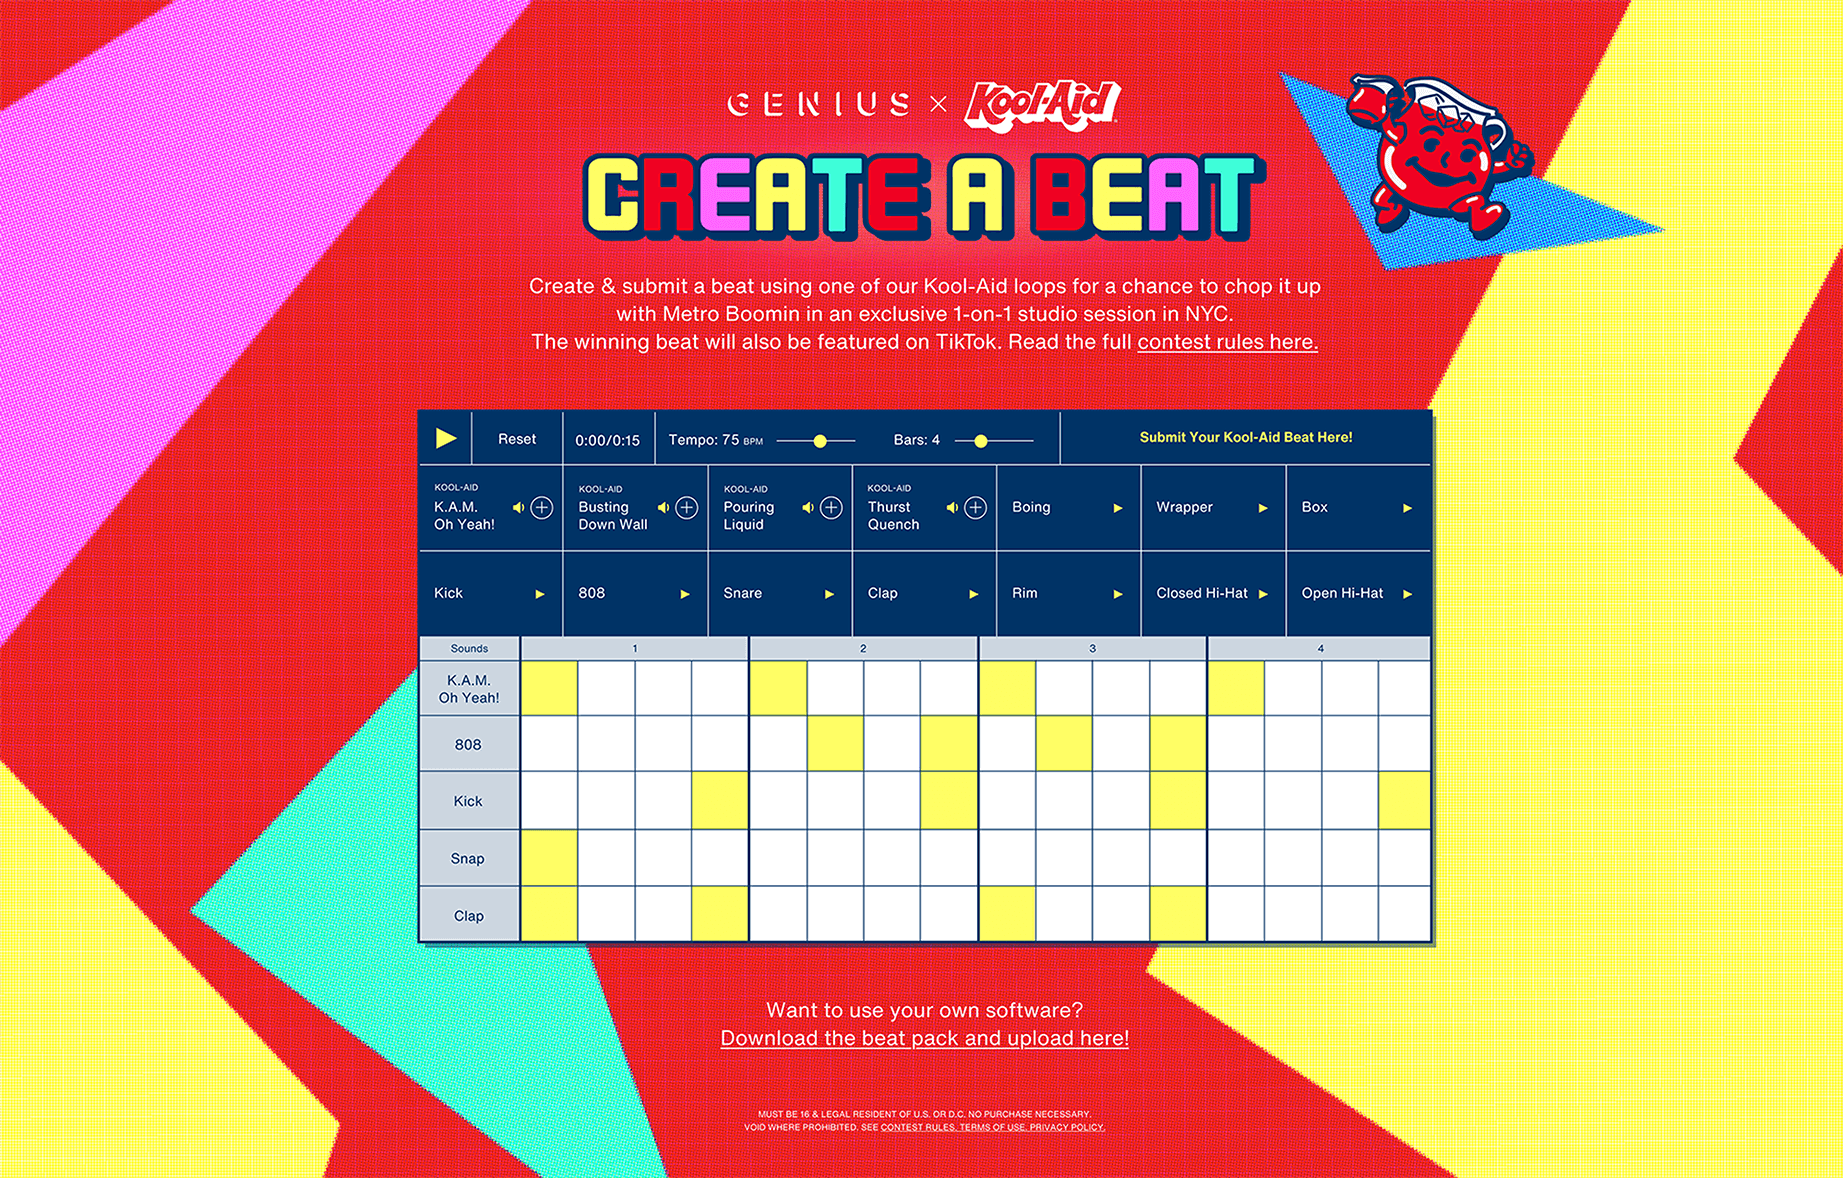 GENIUS × Kool-Aid
CREATE A BEAT
Create & submit a beat using one of our Kool-Aid loops for a chance to chop it up
with Metro Boomin in an exclusive 1-on-1 studio session in NYC.
The winning beat will also be featured on TikTok. Read the full contest rules here.
Reset
0:00/0:15
Tempo: 75 BPM
Bars: 4
Submit Your Kool-Aid Beat Here!
KOOL-AID
K.A.M.
Oh Yeah!
KOOL-AID
Busting
Down Wall
KOOL-AID
Pouring
Liquid
KOOL-AID
Thurst
Quench
Boing
Wrapper
Box
Kick
808
Snare
Clap
Rim
Closed Hi-Hat
Open Hi-Hat
Sounds
1
2
3
4
K.A.M.
Oh Yeah!
808
Kick
Snap
Clap
Want to use your own software?
Download the beat pack and upload here!
MUST BE 16 & LEGAL RESIDENT OF U.S. OR D.C. NO PURCHASE NECESSARY.
VOID WHERE PROHIBITED. SEE CONTEST RULES. TERMS OF USE. PRIVACY POLICY.